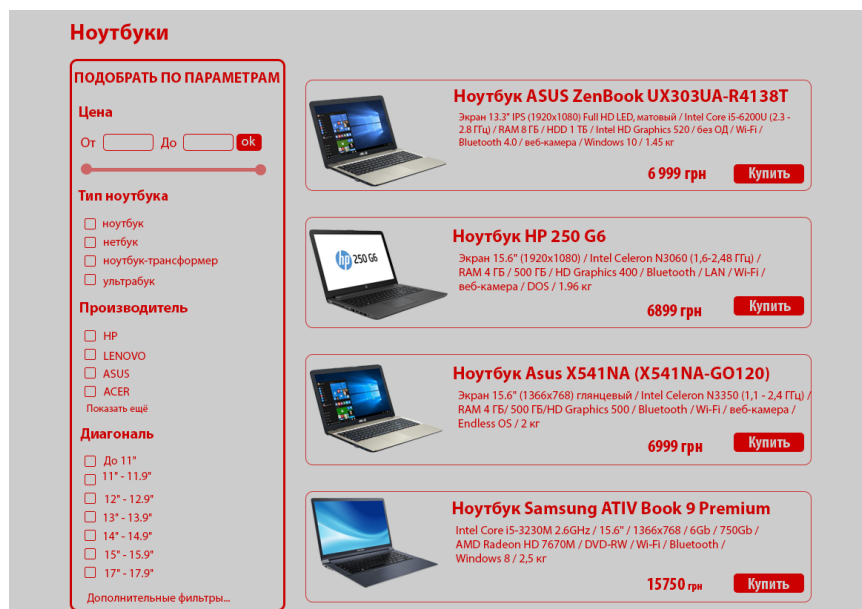 Ноутбуки
ПОДОБРАТЬ ПО ПАРАМЕТРАМ
Цена
От До ok
Тип ноутбука
ноутбук
нетбук
ноутбук-трансформер
ультрабук
Производитель
HP
LENOVO
ASUS
ACER
Показать ещё
Диагональ
До 11"
11" - 11.9"
12" - 12.9"
13" - 13.9"
14" - 14.9"
15" - 15.9"
17" - 17.9"
Дополнительные фильтры...
Ноутбук ASUS ZenBook UX303UA-R4138T
Экран 13.3" IPS (1920x1080) Full HD LED, матовый / Intel Core i5-6200U (2.3 -
2.8 ГГц) / RAM 8 ГБ / HDD 1 ТБ / Intel HD Graphics 520 / без ОД / Wi-Fi /
Bluetooth 4.0 / веб-камера / Windows 10 / 1.45 кг
6 999 грн Купить
hp 250 G6
Ноутбук HP 250 G6
Экран 15.6" (1920x1080) / Intel Celeron N3060 (1,6-2,48 ГГц) /
RAM 4 ГБ / 500 ГБ / HD Graphics 400 / Bluetooth / LAN / Wi-Fi /
веб-камера / DOS / 1.96 кг
6899 грн Купить
Ноутбук Asus X541NA (X541NA-GO120)
Экран 15.6" (1366x768) глянцевый / Intel Celeron N3350 (1,1 - 2,4 ГГц) /
RAM 4 ГБ/ 500 ГБ/HD Graphics 500 / Bluetooth / Wi-Fi / веб-камера /
Endless OS / 2 кг
6999 грн Купить
Ноутбук Samsung ATIV Book 9 Premium
Intel Core i5-3230M 2.6GHz / 15.6" / 1366x768 / 6Gb / 750Gb /
AMD Radeon HD 7670M / DVD-RW / Wi-Fi / Bluetooth /
Windows 8 / 2,5 кг
15750 грн Купить